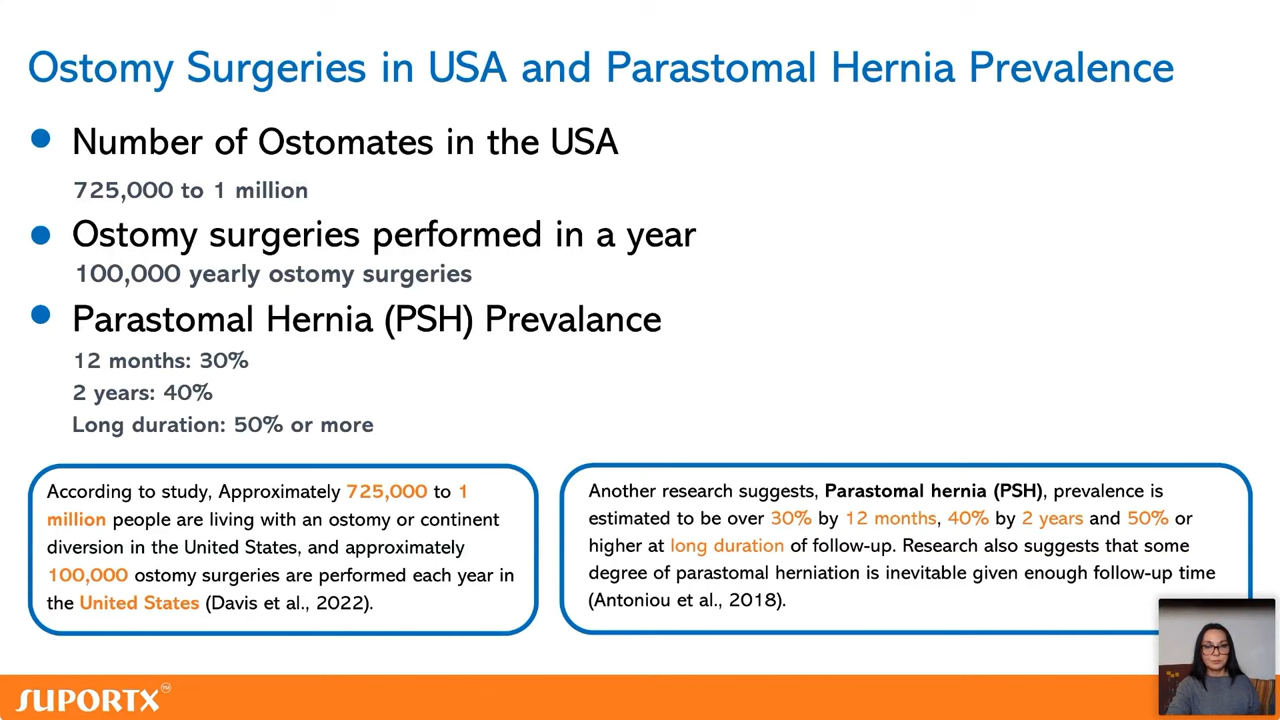 Ostomy Surgeries in USA and Parastomal Hernia Prevalence
Number of Ostomates in the USA
725,000 to 1 million
Ostomy surgeries performed in a year
100,000 yearly ostomy surgeries
Parastomal Hernia (PSH) Prevalance
12 months: 30%
2 years: 40%
Long duration: 50% or more
According to study, Approximately 725,000 to 1
million people are living with an ostomy or continent
diversion in the United States, and approximately
100,000 ostomy surgeries are performed each year in
the United States (Davis et al., 2022).
Another research suggests, Parastomal hernia (PSH), prevalence is
estimated to be over 30% by 12 months, 40% by 2 years and 50% or
higher at long duration of follow-up. Research also suggests that some
degree of parastomal herniation is inevitable given enough follow-up time
(Antoniou et al., 2018).
SUPORTX™